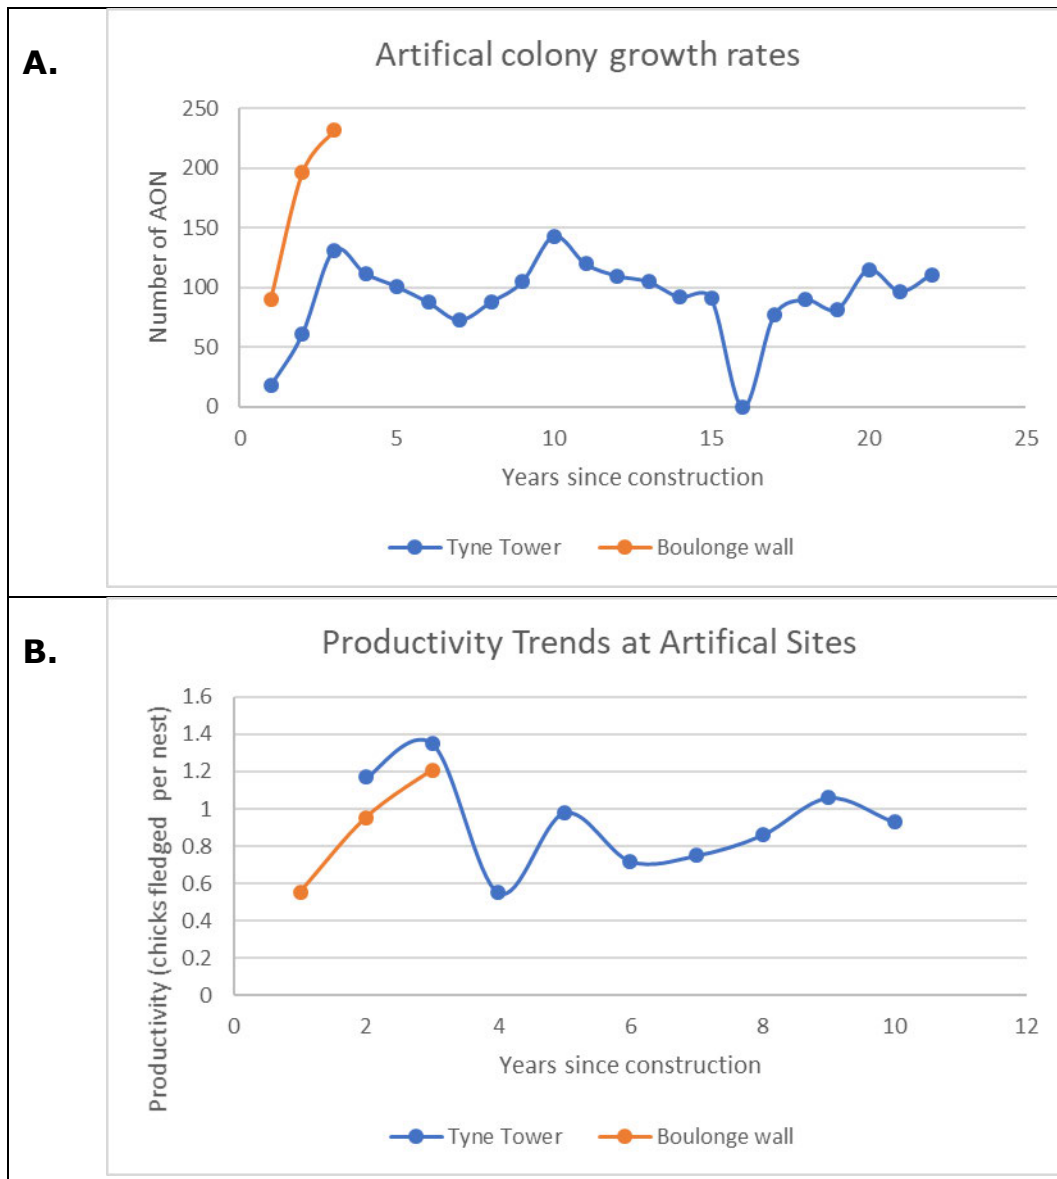 A.
Artifical colony growth rates
Number of AON
250
200
150
100
50
0
0 5 10 15 20 25
Years since construction
Tyne Tower Boulonge wall
B.
Productivity Trends at Artifical Sites
Productivity (chicks fledged per nest)
1.6
1.4
1.2
1
0.8
0.6
0.4
0.2
0
0 2 4 6 8 10 12
Years since construction
Tyne Tower Boulonge wall